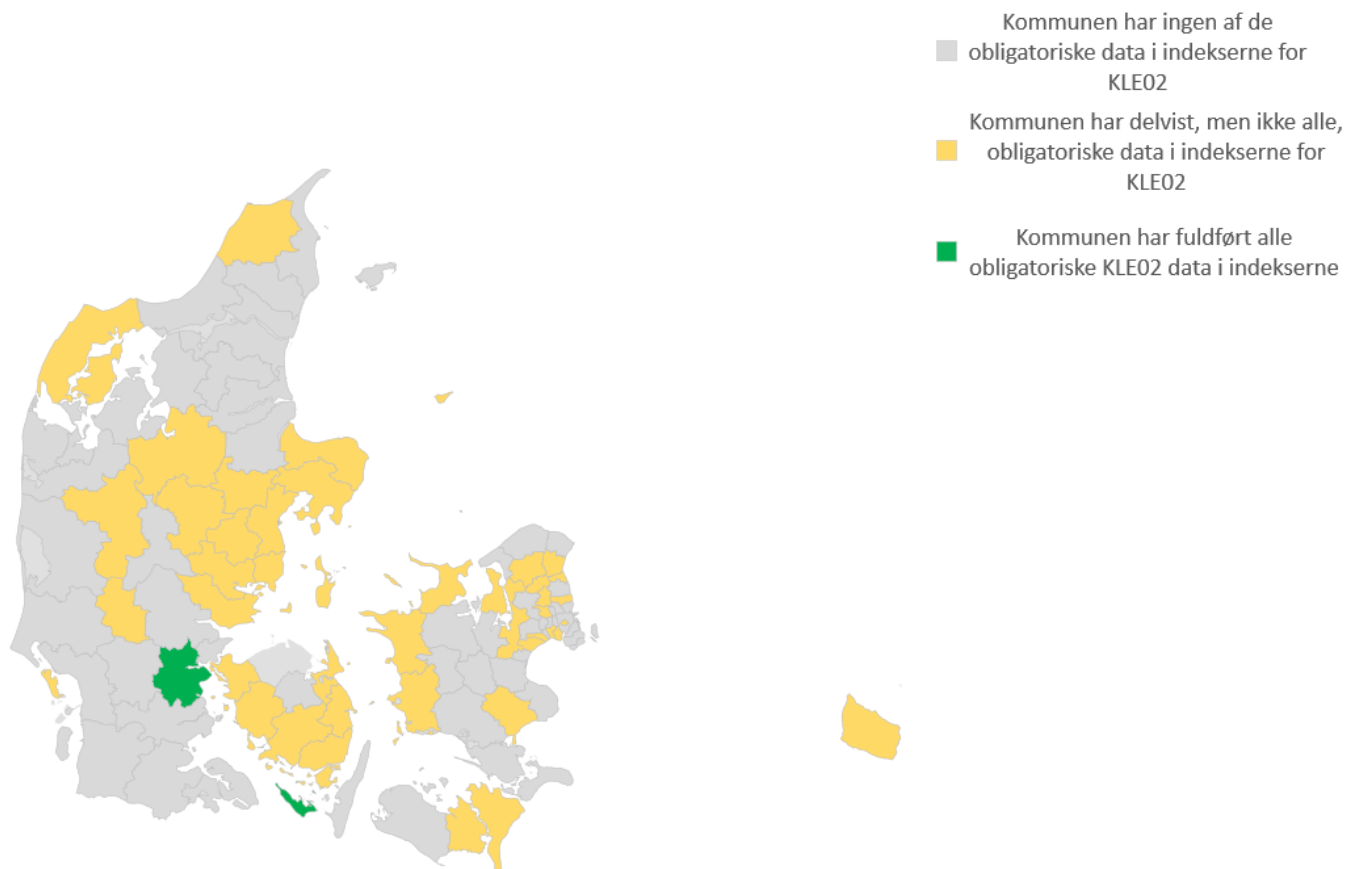 Kommunen har ingen af de
obligatoriske data i indekserne for
KLE02
Kommunen har delvist, men ikke alle,
obligatoriske data i indekserne for
KLE02
Kommunen har fuldført alle
obligatoriske KLE02 data i indekserne